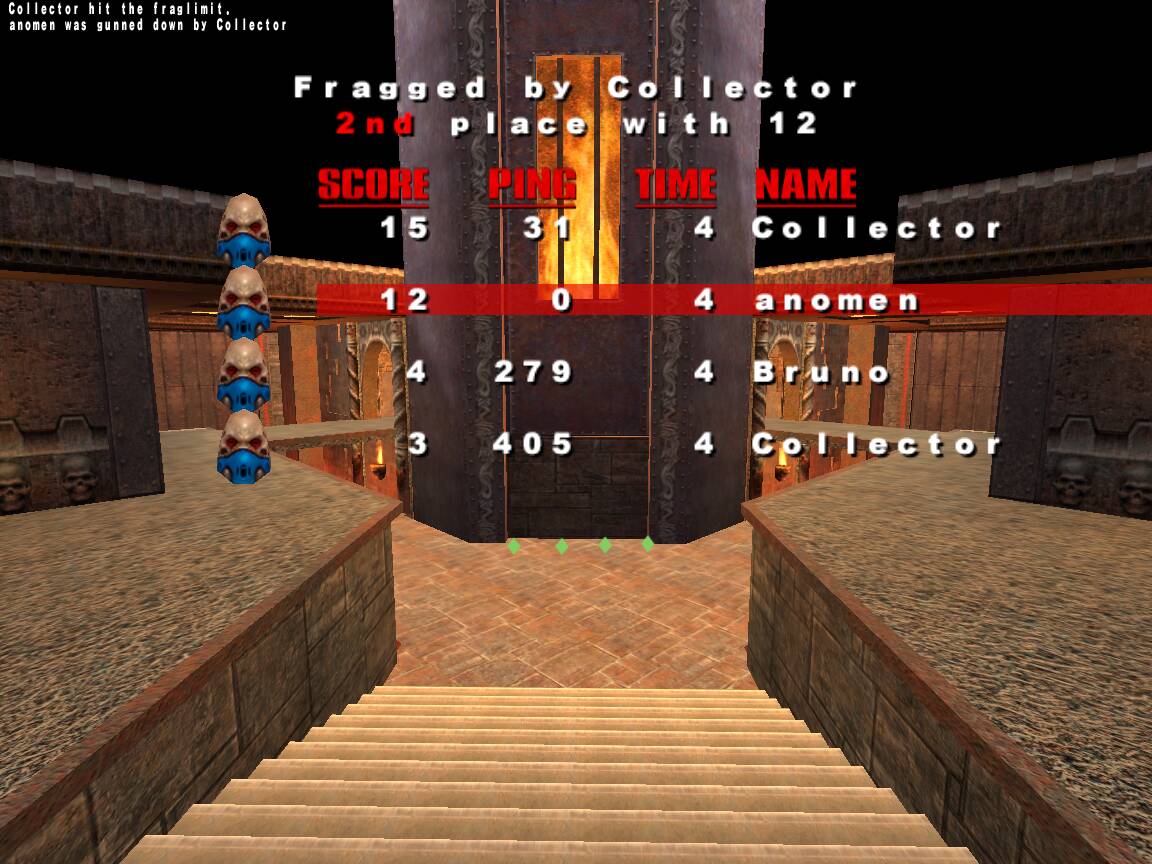 Collector hit the fraglimit.
anomen was gunned down by Collector
Fragged by Collector
2nd place with 12
SCORE PING TIME NAME
15 31 4 Collector
12 0 4 anomen
4 279 4 Bruno
3 405 4 Collector